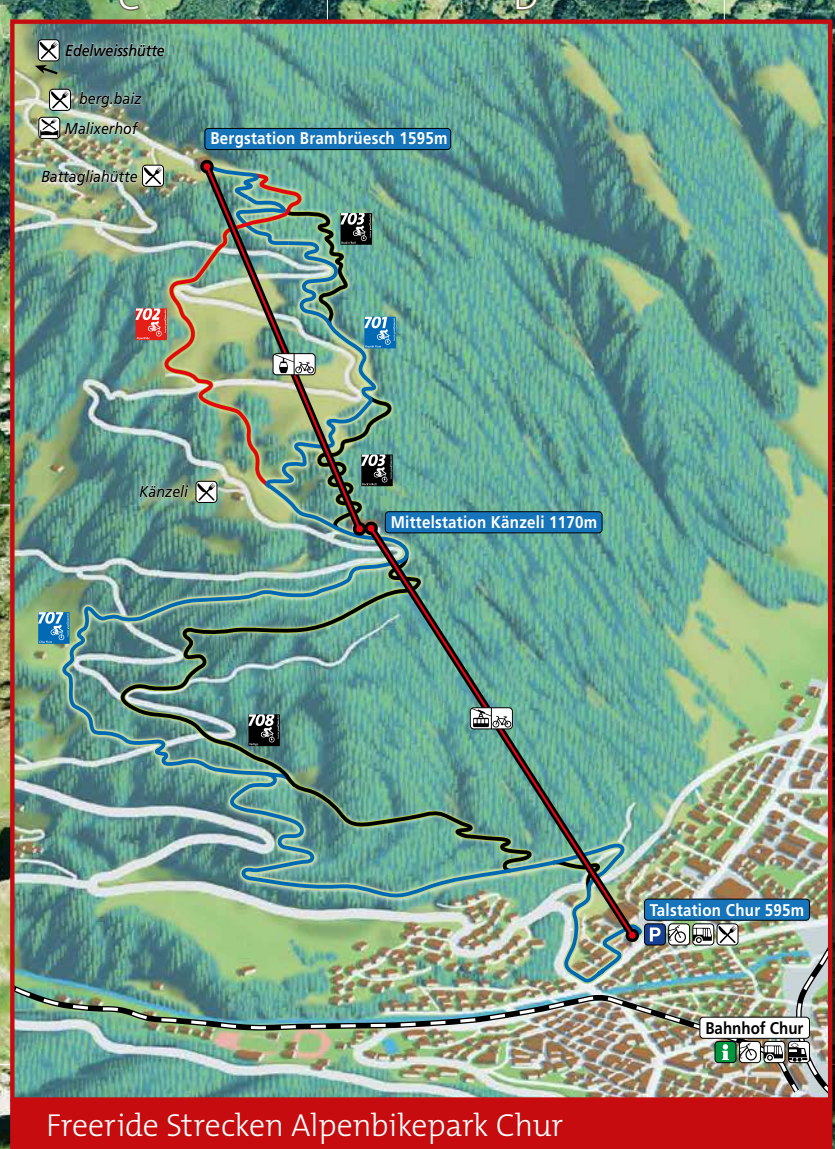 C
D
Edelweisshütte
berg.baiz
Malixerhof
Bergstation Brambrüesch 1595m
Battagliahütte
703
702
701
703
Känzeli
Mittelstation Känzeli 1170m
707
708
Talstation Chur 595m
P
Bahnhof Chur
i
Freeride Strecken Alpenbikepark Chur